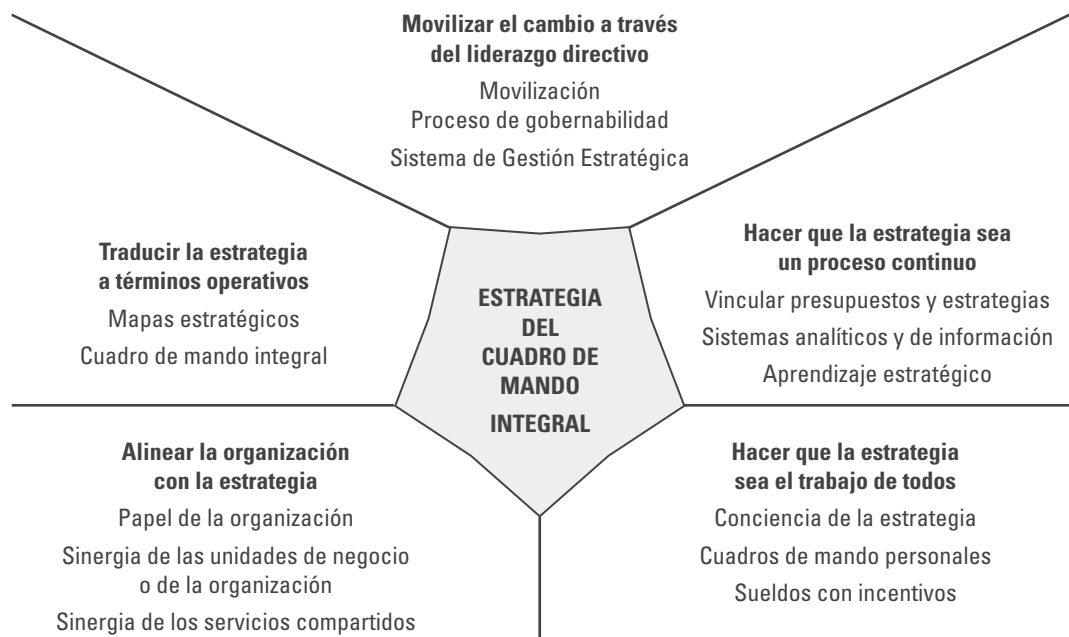 Movilizar el cambio a través
del liderazgo directivo
Movilización
Proceso de gobernabilidad
Sistema de Gestión Estratégica
Traducir la estrategia
a términos operativos
Mapas estratégicos
Cuadro de mando integral
ESTRATEGIA
DEL
CUADRO DE
MANDO
INTEGRAL
Hacer que la estrategia sea
un proceso continuo
Vincular presupuestos y estrategias
Sistemas analíticos y de información
Aprendizaje estratégico
Alinear la organización
con la estrategia
Papel de la organización
Sinergia de las unidades de negocio
o de la organización
Sinergia de los servicios compartidos
Hacer que la estrategia
sea el trabajo de todos
Conciencia de la estrategia
Cuadros de mando personales
Sueldos con incentivos